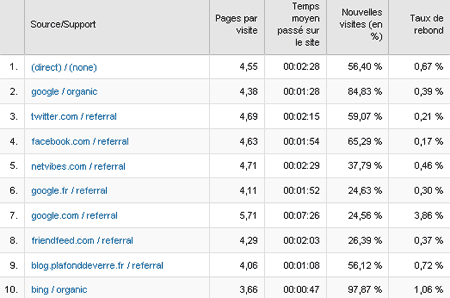 Source/Support Pages par visite Temps moyen passé sur le site Nouvelles visites (en %) Taux de rebond
1. (direct) / (none) 4,55 00:02:28 56,40 % 0,67 %
2. google / organic 4,38 00:01:28 84,83 % 0,39 %
3. twitter.com / referral 4,69 00:02:15 59,07 % 0,21 %
4. facebook.com / referral 4,63 00:01:54 65,29 % 0,17 %
5. netvibes.com / referral 4,71 00:02:29 37,79 % 0,46 %
6. google.fr / referral 4,11 00:01:52 24,63 % 0,30 %
7. google.com / referral 5,71 00:07:26 24,56 % 3,86 %
8. friendfeed.com / referral 4,29 00:02:03 26,39 % 0,37 %
9. blog.plafonddeverre.fr / referral 4,06 00:01:08 56,12 % 0,72 %
10. bing / organic 3,66 00:00:47 97,87 % 1,06 %